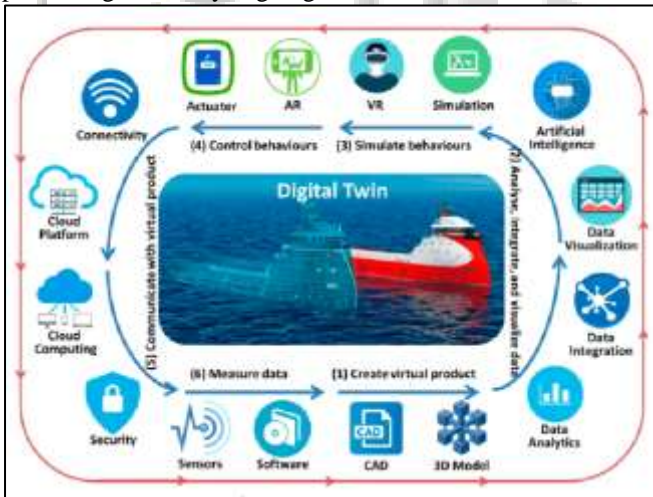 Actuater
AR
VR
Simulation
Connectivity
(4) Control behaviours
(3) Simulate behaviours
Artificial
Intelligence
Digital Twin
Cloud
Platform
(5) Communicate with virtual product
(2) Analyse, integrate, and visualize data
Data
Visualization
Cloud
Computing
Data
Integration
(6) Measure data
(1) Create virtual product
Security
Sensors
Software
CAD
CAD
3D Model
Data
Analytics